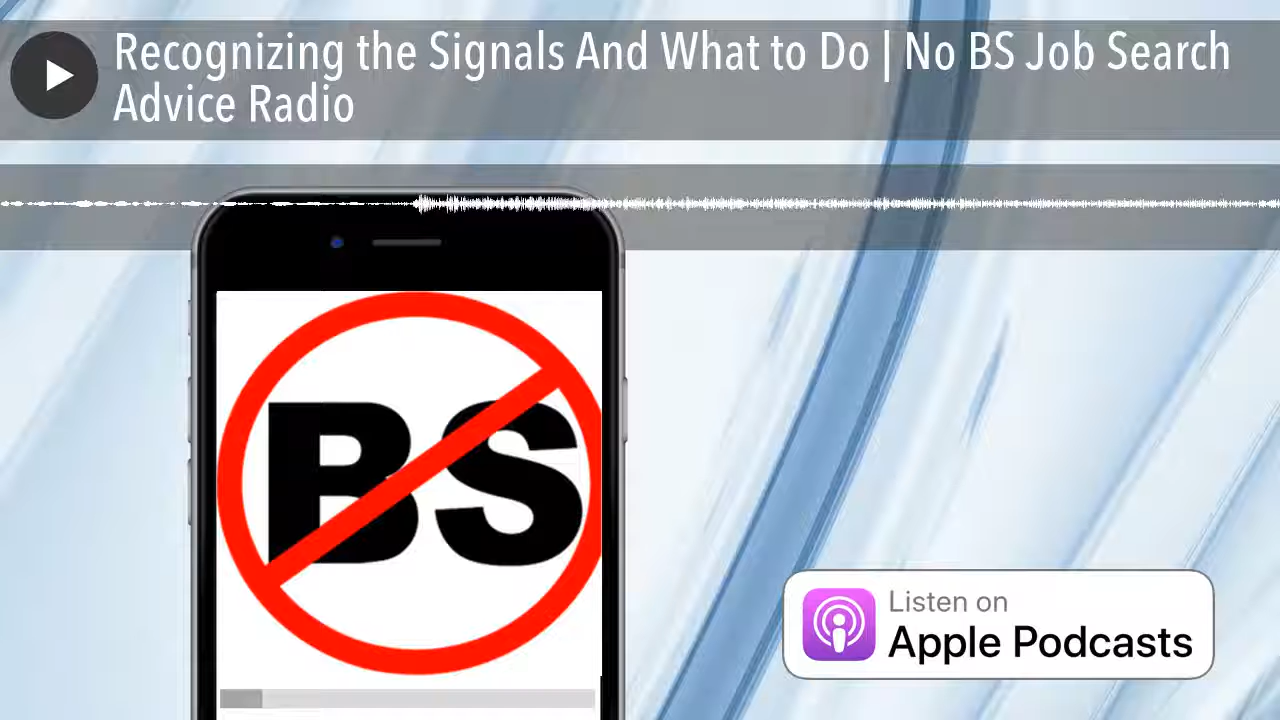 Recognizing the Signals And What to Do | No BS Job Search
Advice Radio
BS
Listen on
Apple Podcasts